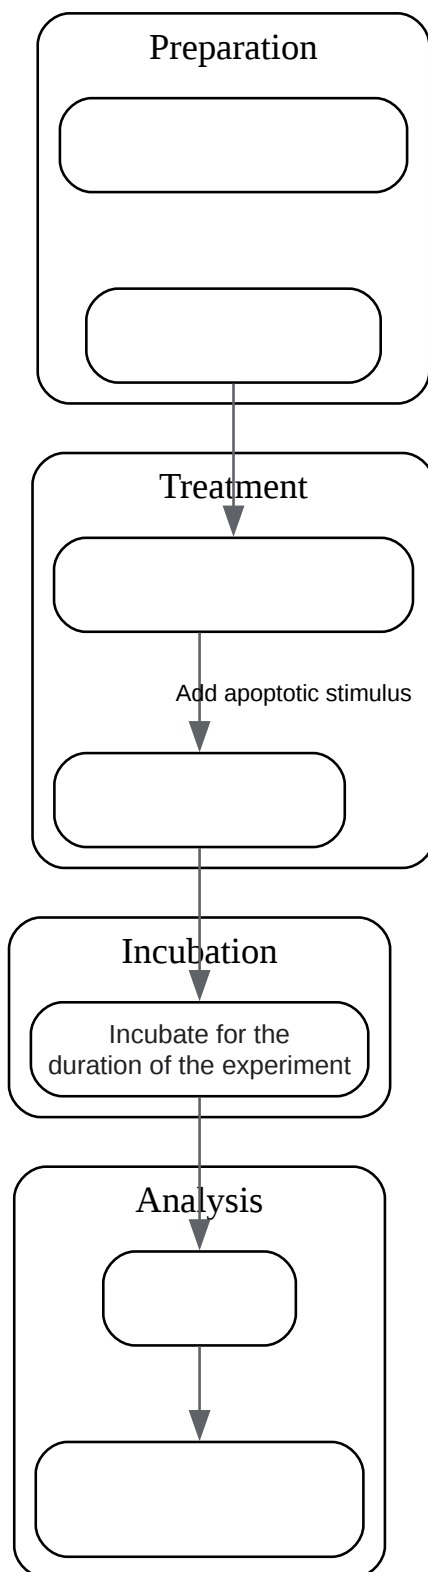 Preparation
Treatment
Add apoptotic stimulus
Incubation
Incubate for the
duration of the experiment
Analysis